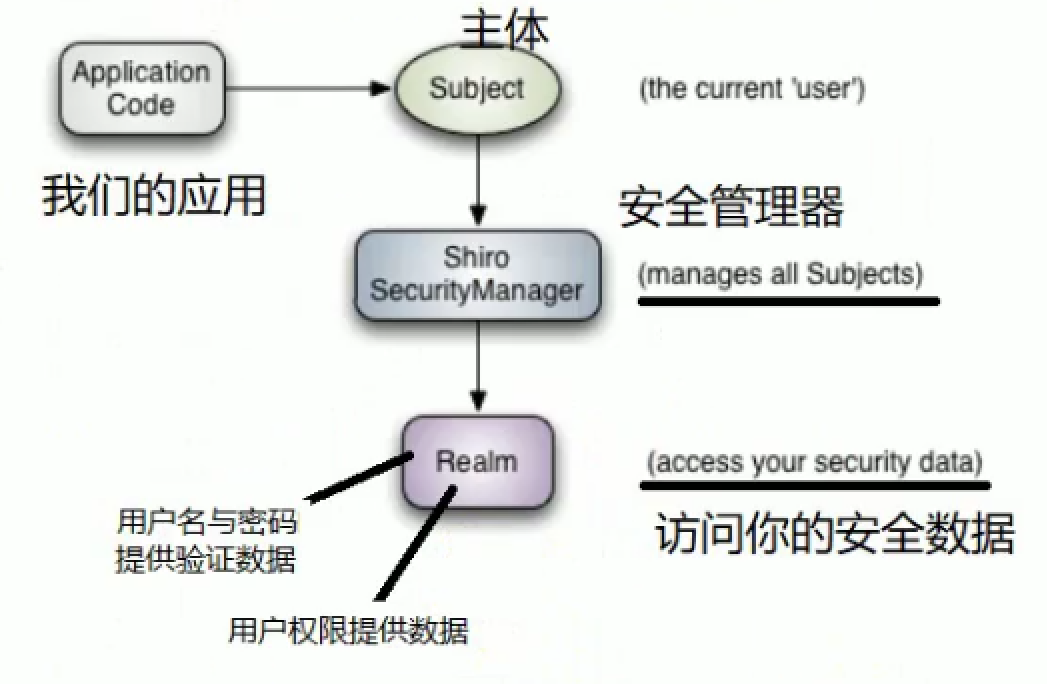 主体
Application
Code
Subject
(the current 'user')
我们的应用
安全管理器
Shiro
SecurityManager
(manages all Subjects)
Realm
(access your security data)
用户名与密码
提供验证数据
访问你的安全数据
用户权限提供数据